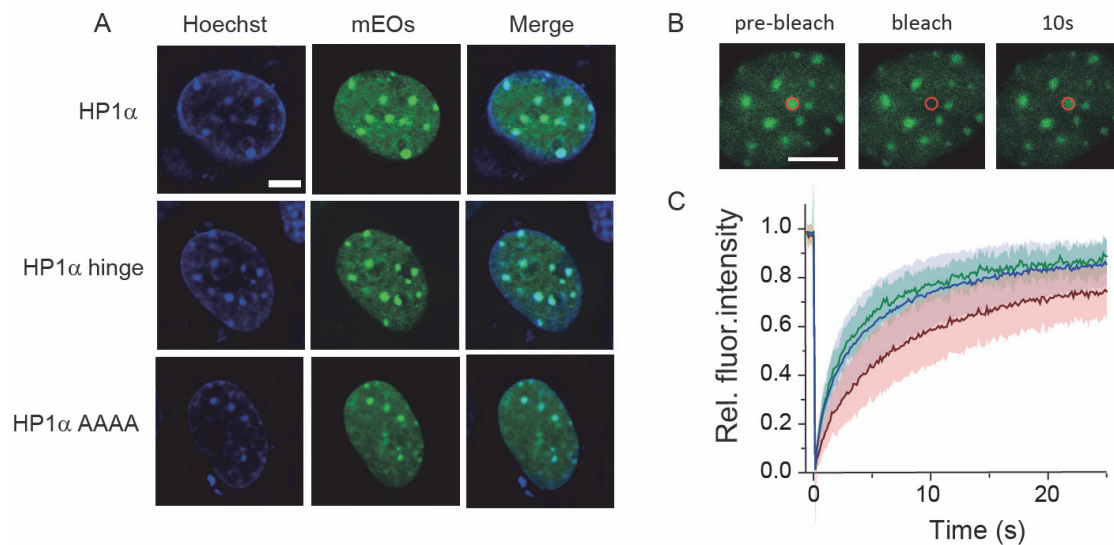 A
Hoechst
mEOs
Merge
HP1α
HP1α hinge
HP1α AAAA
B
pre-bleach
bleach
10s
C
Rel. fluor.intensity
1.0
0.8
0.6
0.4
0.2
0.0
0
10
20
Time (s)